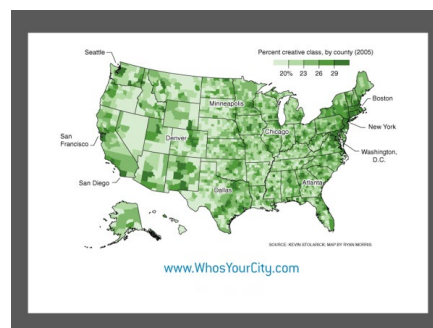 Percent creative class, by county (2005)
20% 23 26 29
Seattle
Minneapolis
Boston
New York
Chicago
San
Francisco
Denver
Washington,
D.C.
San Diego
Dallas
Atlanta
SOURCE: KEVIN STOLARICK; MAP BY RYAN MORRIS
www.WhosYourCity.com